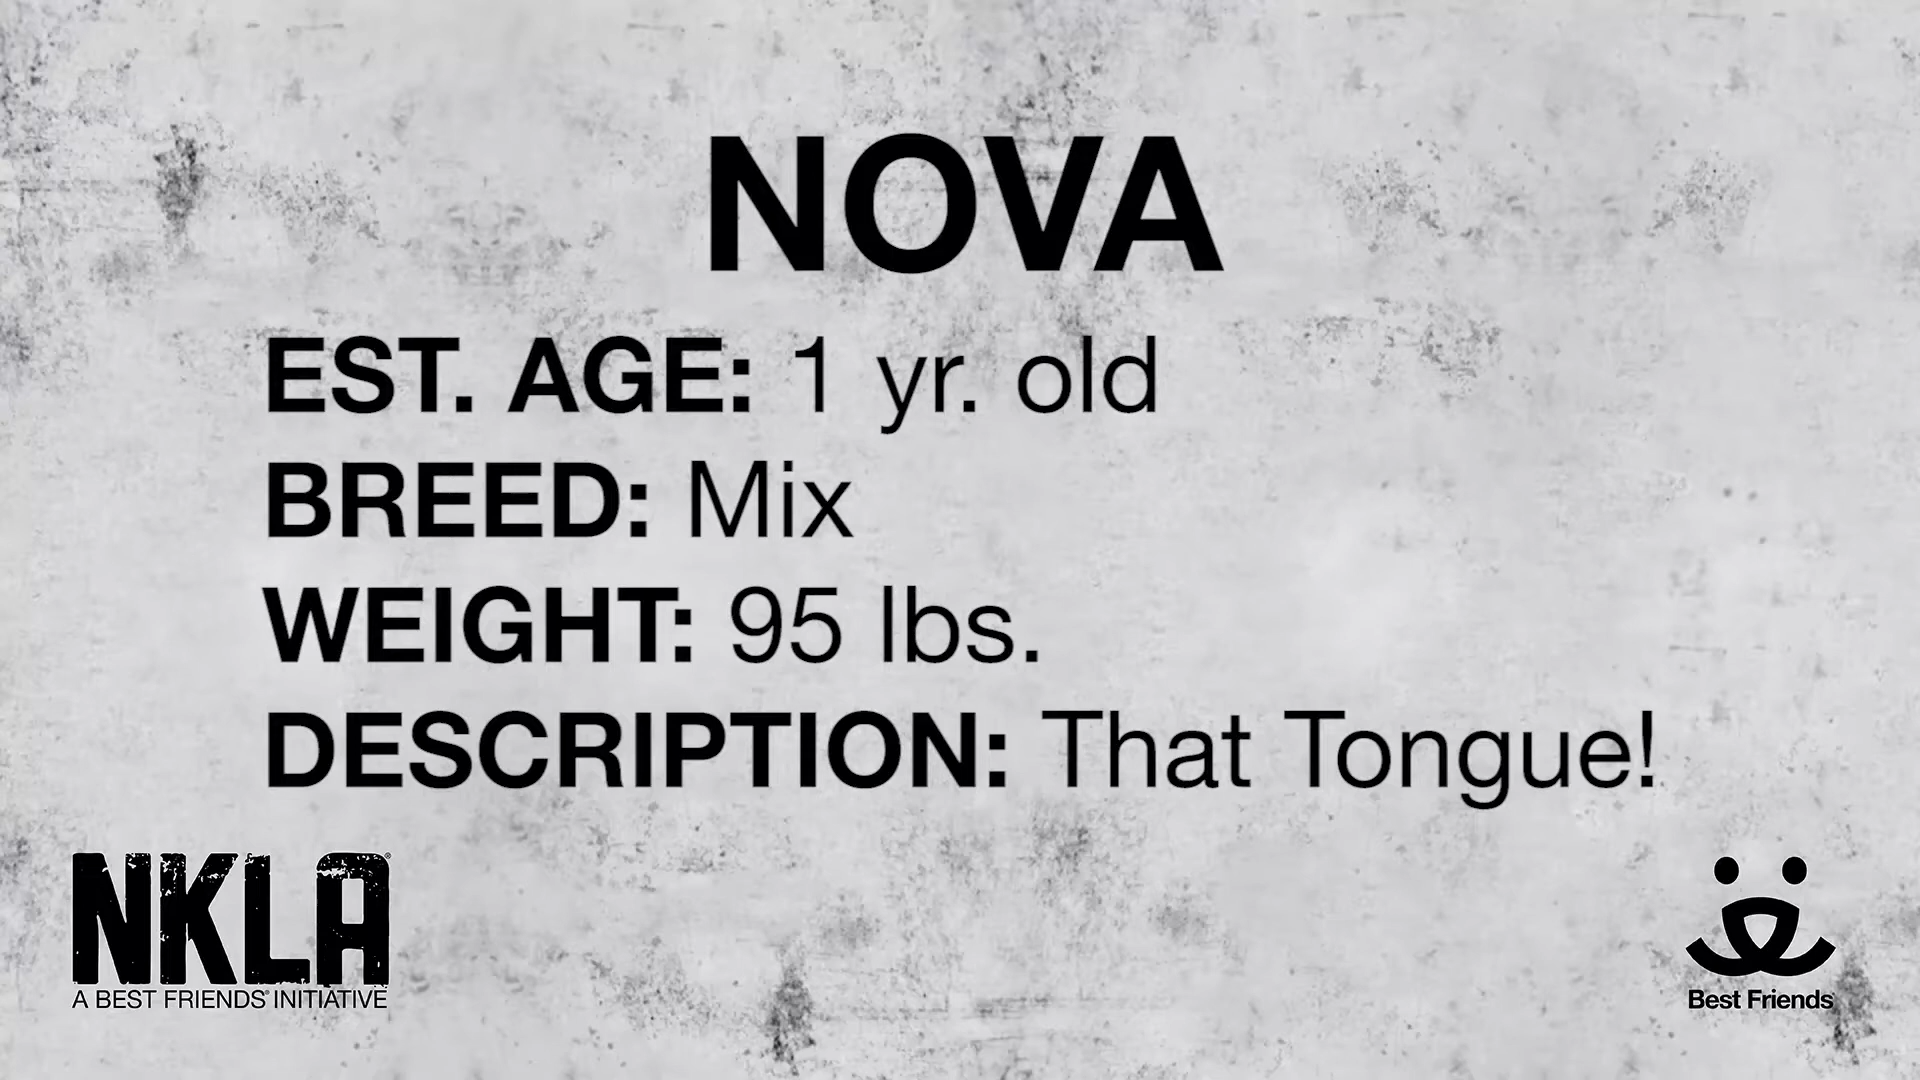 NOVA
EST. AGE: 1 yr. old
BREED: Mix
WEIGHT: 95 lbs.
DESCRIPTION: That Tongue!
NKLA®
A BEST FRIENDS® INITIATIVE
Best Friends